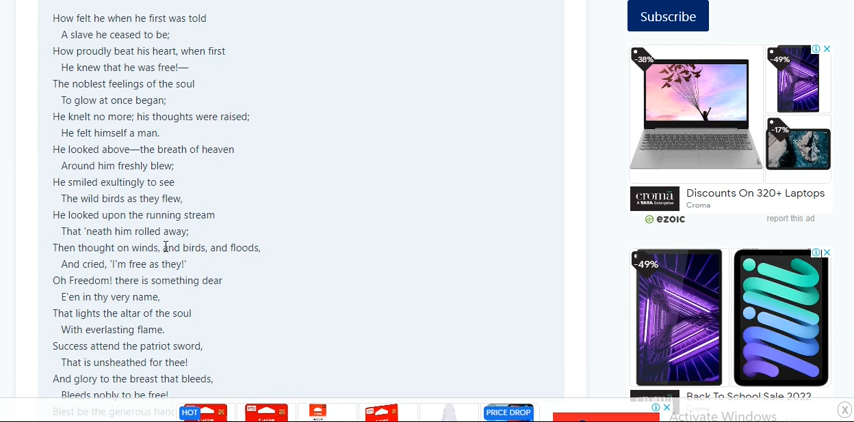 How felt he when he first was told
A slave he ceased to be;
How proudly beat his heart, when first
He knew that he was free!—
The noblest feelings of the soul
To glow at once began;
He knelt no more; his thoughts were raised;
He felt himself a man.
He looked above—the breath of heaven
Around him freshly blew;
He smiled exultingly to see
The wild birds as they flew,
He looked upon the running stream
That 'neath him rolled away;
Then thought on winds, and birds, and floods,
And cried, 'I'm free as they!'
Oh Freedom! there is something dear
E'en in thy very name,
That lights the altar of the soul
With everlasting flame.
Success attend the patriot sword,
That is unsheathed for thee!
And glory to the breast that bleeds,
Bleeds nobly to be free!
Blest be the generous hand
HOT
PRICE DROP
Subscribe
-38%
-49%
-17%
cromā
A TATA Enterprise
Discounts On 320+ Laptops
Croma
ezoic
report this ad
-49%
Back To School Sale 2022
Croma
Activate Windows